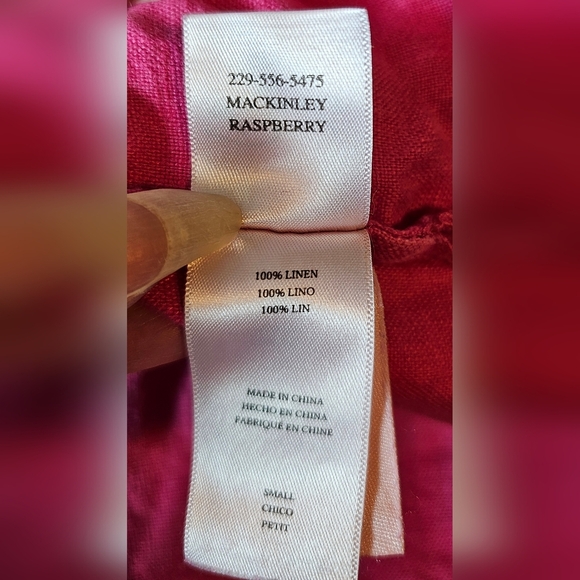 229-556-5475
MACKINLEY
RASPBERRY
100% LINEN
100% LINO
100% LIN
MADE IN CHINA
HECHO EN CHINA
FABRIQUÉ EN CHINE
SMALL
CHICO
PETIT